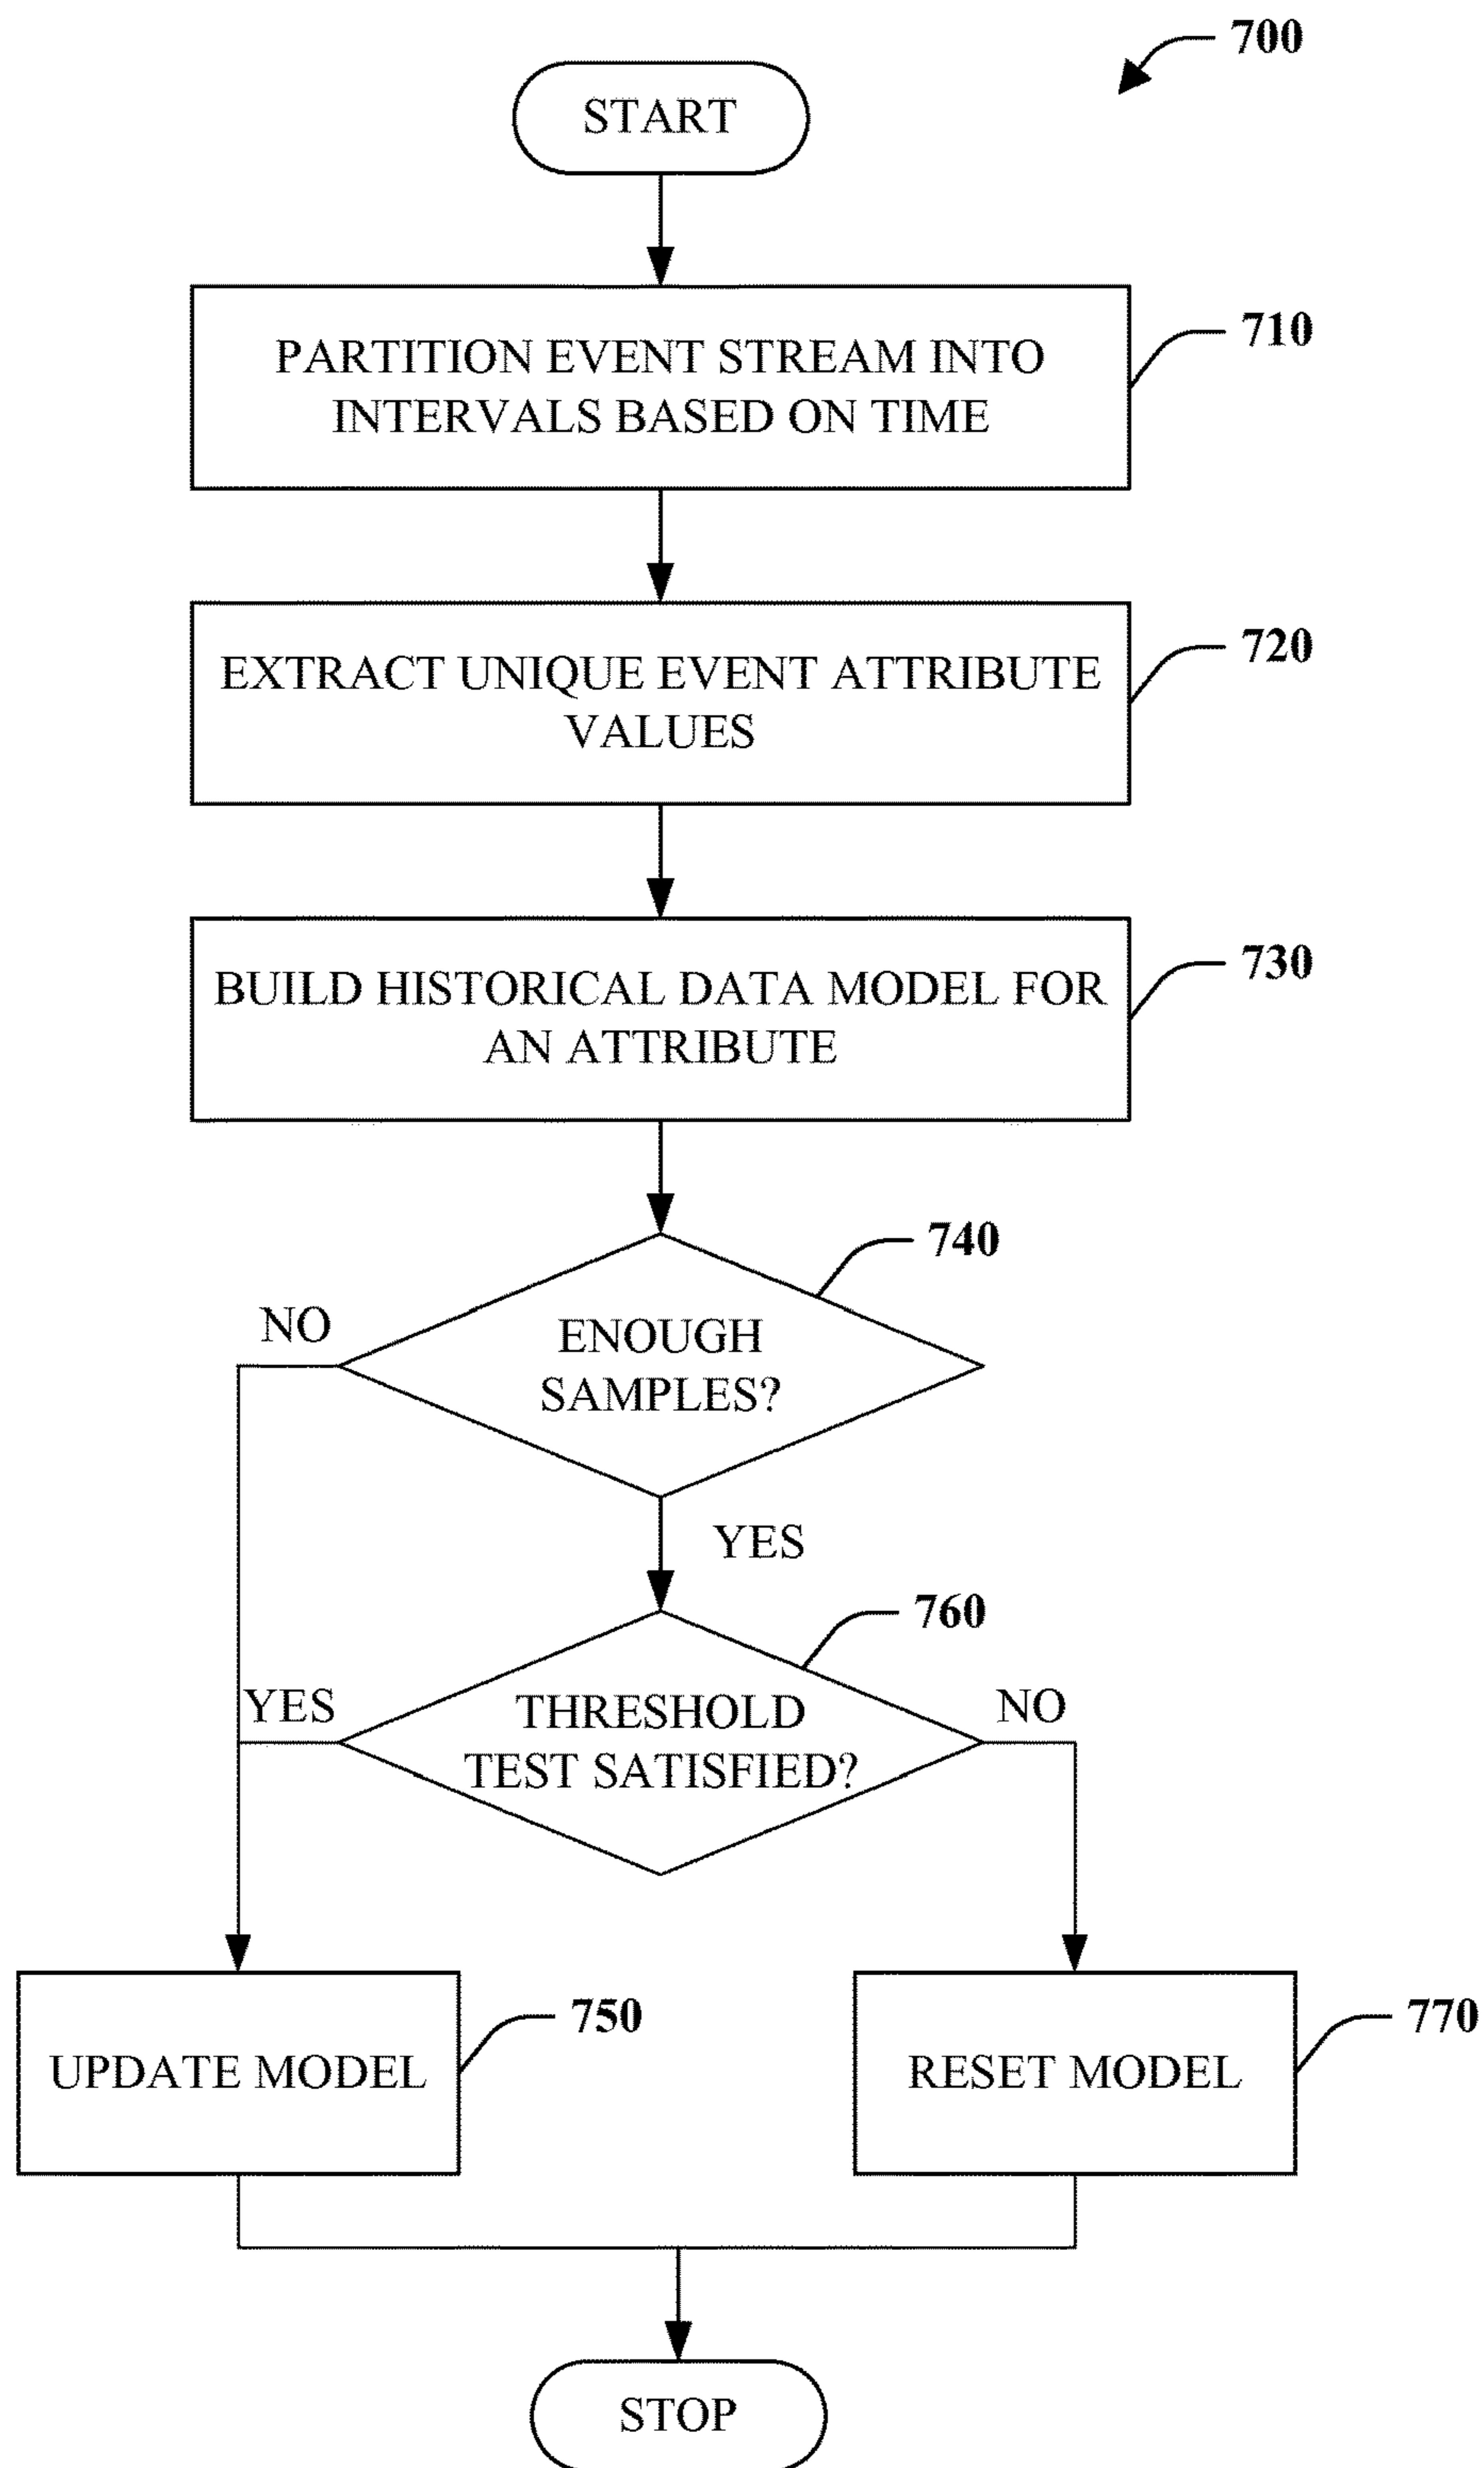 700
START
PARTITION EVENT STREAM INTO
INTERVALS BASED ON TIME
710
EXTRACT UNIQUE EVENT ATTRIBUTE
VALUES
720
BUILD HISTORICAL DATA MODEL FOR
AN ATTRIBUTE
730
740
NO
ENOUGH
SAMPLES?
YES
760
YES
THRESHOLD
TEST SATISFIED?
NO
UPDATE MODEL
750
RESET MODEL
770
STOP